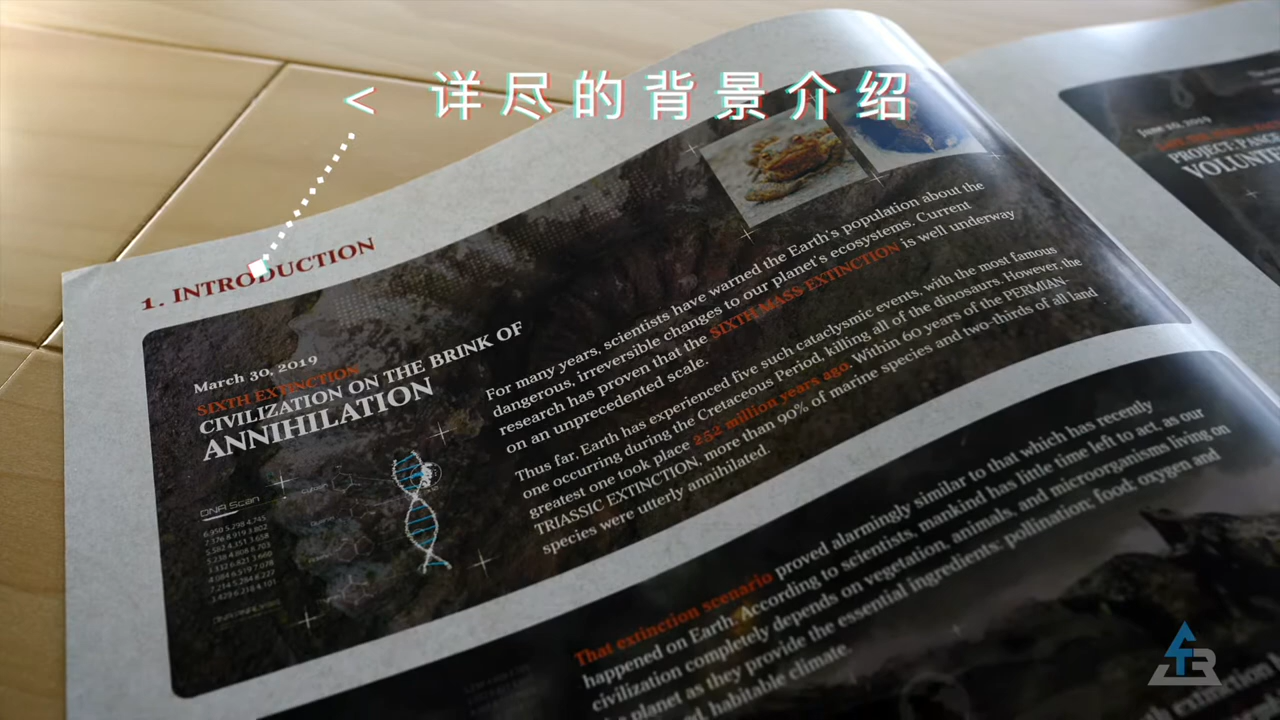 < 详尽的背景介绍
1. INTRODUCTION
March 30, 2019
SIXTH EXTINCTION
CIVILIZATION ON THE BRINK OF
ANNIHILATION
DNA Scan
For many years, scientists have warned the Earth's population about the
dangerous, irreversible changes to our planet's ecosystems. Current
research has proven that the SIXTH MASS EXTINCTION is well underway
on an unprecedented scale.
Thus far, Earth has experienced five such cataclysmic events, with the most famous
one occurring during the Cretaceous Period, killing all of the dinosaurs. However, the
greatest one took place 252 million years ago. Within 60 years of the PERMIAN-
TRIASSIC EXTINCTION, more than 90% of marine species and two-thirds of all land
species were utterly annihilated.
That extinction scenario proved alarmingly similar to that which has recently
happened on Earth. According to scientists, mankind has little time left to act, as our
civilization completely depends on vegetation, animals, and microorganisms living on
planet as they provide the essential ingredients: pollination; food; oxygen and
habitable climate.
June 20, 2019
PROJECT: